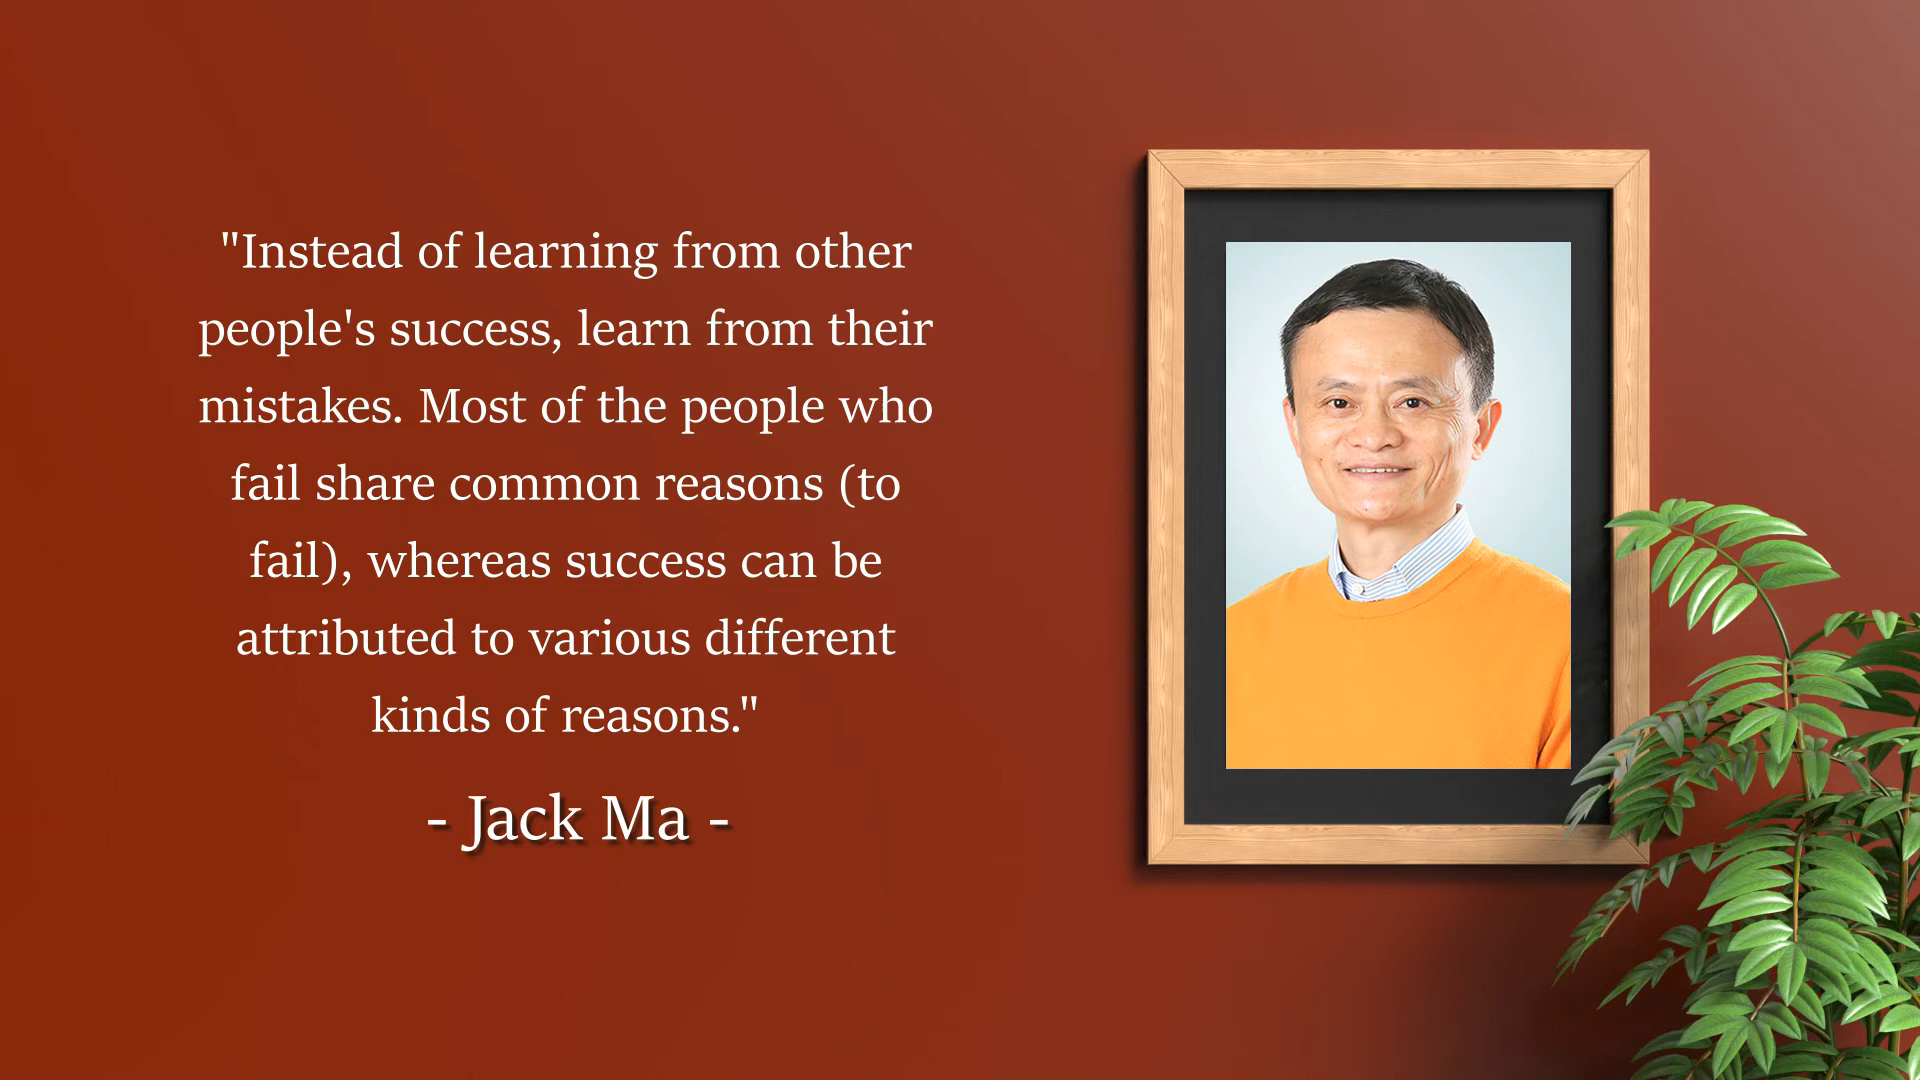 "Instead of learning from other
people's success, learn from their
mistakes. Most of the people who
fail share common reasons (to
fail), whereas success can be
attributed to various different
kinds of reasons."
- Jack Ma -